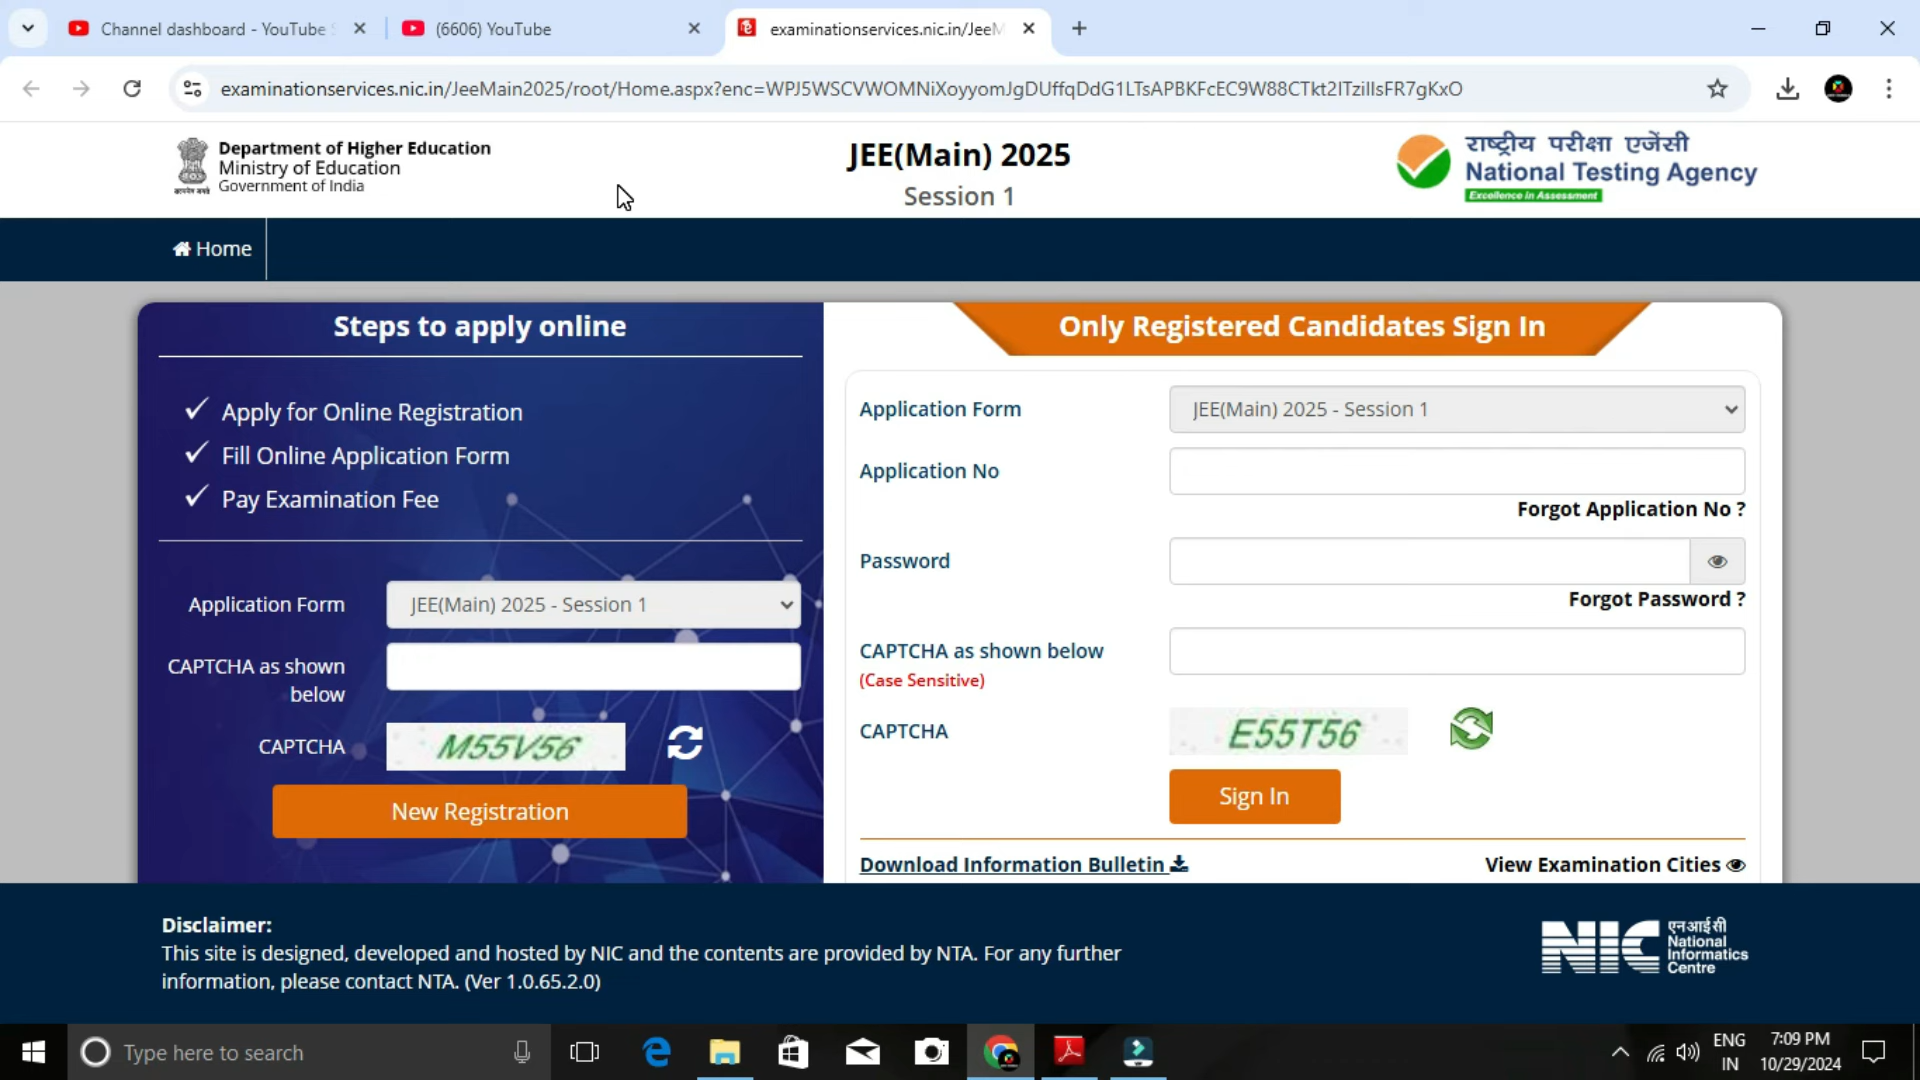 Channel dashboard - YouTube S
(6606) YouTube
examinationservices.nic.in/JeeM
examinationservices.nic.in/JeeMain2025/root/Home.aspx?enc=WPJ5WSCVWOMNiXoyyomJgDUffqDdG1LTsAPBKFcEC9W88CTkt2ITziIlsFR7gKxO
Department of Higher Education
Ministry of Education
Government of India
सत्यमेव जयते
JEE(Main) 2025
Session 1
राष्ट्रीय परीक्षा एजेंसी
National Testing Agency
Excellence in Assessment
Home
Steps to apply online
Apply for Online Registration
Fill Online Application Form
Pay Examination Fee
Application Form
JEE(Main) 2025 - Session 1
CAPTCHA as shown
below
CAPTCHA
M55V56
New Registration
Only Registered Candidates Sign In
Application Form
JEE(Main) 2025 - Session 1
Application No
Forgot Application No ?
Password
Forgot Password ?
CAPTCHA as shown below
(Case Sensitive)
CAPTCHA
E55T56
Sign In
Download Information Bulletin
View Examination Cities
Disclaimer:
This site is designed, developed and hosted by NIC and the contents are provided by NTA. For any further
information, please contact NTA. (Ver 1.0.65.2.0)
NIC
एनआईसी
National
Informatics
Centre
Type here to search
ENG
IN
7:09 PM
10/29/2024